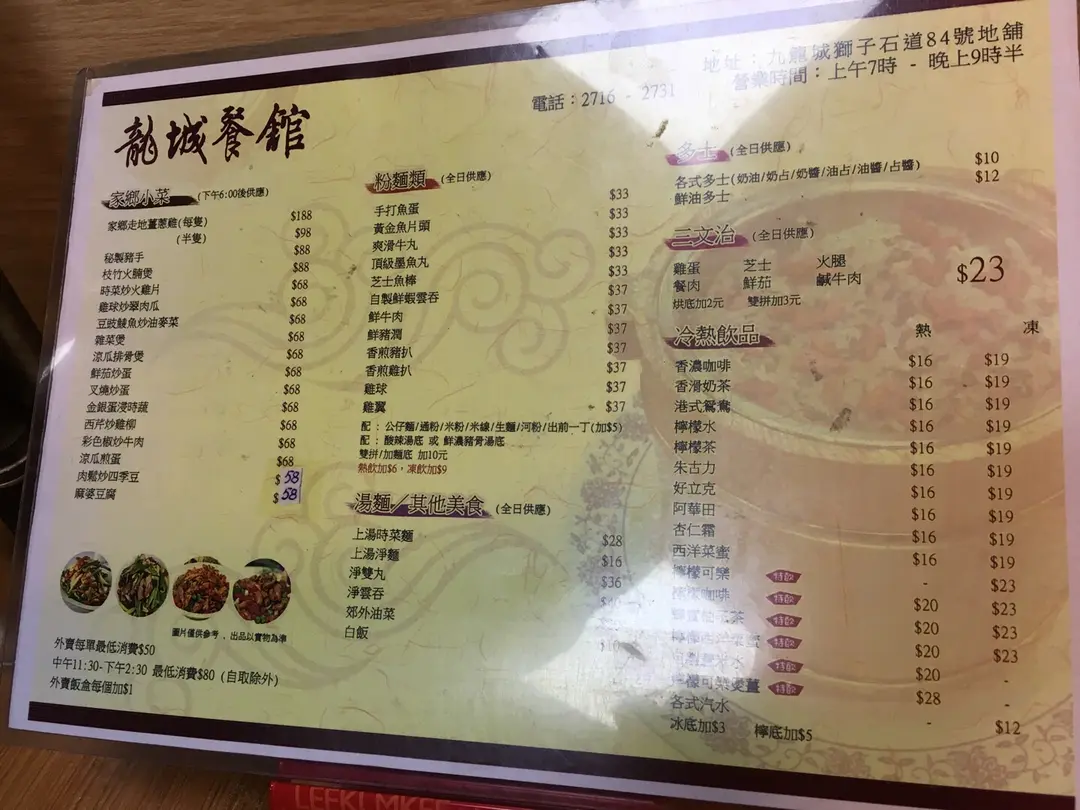 龍城餐館
電話：2716 - 2731
地址：九龍城獅子石道84號地舖
營業時間：上午7時 - 晚上9時半
家鄉小菜 (下午6:00後供應)
家鄉走地薑蔥雞(每隻) $188
(半隻) $98
秘製豬手 $88
枝竹火腩煲 $88
時菜炒火雞片 $68
雞球炒翠肉瓜 $68
豆豉鯪魚炒油麥菜 $68
雜菜煲 $68
涼瓜排骨煲 $68
鮮茄炒蛋 $68
叉燒炒蛋 $68
金銀蛋浸時蔬 $68
西芹炒雞柳 $68
彩色椒炒牛肉 $68
涼瓜煎蛋 $68
肉鬆炒四季豆 $58
麻婆豆腐 $58
圖片僅供參考，出品以實物為準
外賣每單最低消費$50
中午11:30-下午2:30 最低消費$80 (自取除外)
外賣飯盒每個加$1
粉麵類 (全日供應)
手打魚蛋 $33
黃金魚片頭 $33
爽滑牛丸 $33
頂級墨魚丸 $33
芝士魚棒 $33
自製鮮蝦雲吞 $37
鮮牛肉 $37
鮮豬潤 $37
香煎豬扒 $37
香煎雞扒 $37
雞球 $37
雞翼 $37
配：公仔麵/通粉/米粉/米線/生麵/河粉/出前一丁(加$5)
配：酸辣湯底 或 鮮濃豬骨湯底
雙拼/加麵底 加10元
熱飲加$6，凍飲加$9
湯麵／其他美食 (全日供應)
上湯時菜麵 $28
上湯淨麵 $16
淨雙丸 $36
淨雲吞
郊外油菜
白飯 $10
多士 (全日供應)
各式多士(奶油/奶占/奶醬/油占/油醬/占醬) $10
鮮油多士 $12
三文治 (全日供應)
雞蛋 芝士 火腿
餐肉 鮮茄 鹹牛肉 $23
烘底加2元 雙拼加3元
冷熱飲品 熱 凍
香濃咖啡 $16 $19
香滑奶茶 $16 $19
港式鴛鴦 $16 $19
檸檬水 $16 $19
檸檬茶 $16 $19
朱古力 $16 $19
好立克 $16 $19
阿華田 $16 $19
杏仁霜 $16 $19
西洋菜蜜 $16 $19
檸檬可樂 特飲 - $23
檸檬咖啡 特飲 $20 $23
茶 特飲 $20 $23
特飲 $20 $23
水 特飲 $20 -
檸檬可樂煲薑 特飲 $28 -
各式汽水 - $12
冰底加$3 檸底加$5